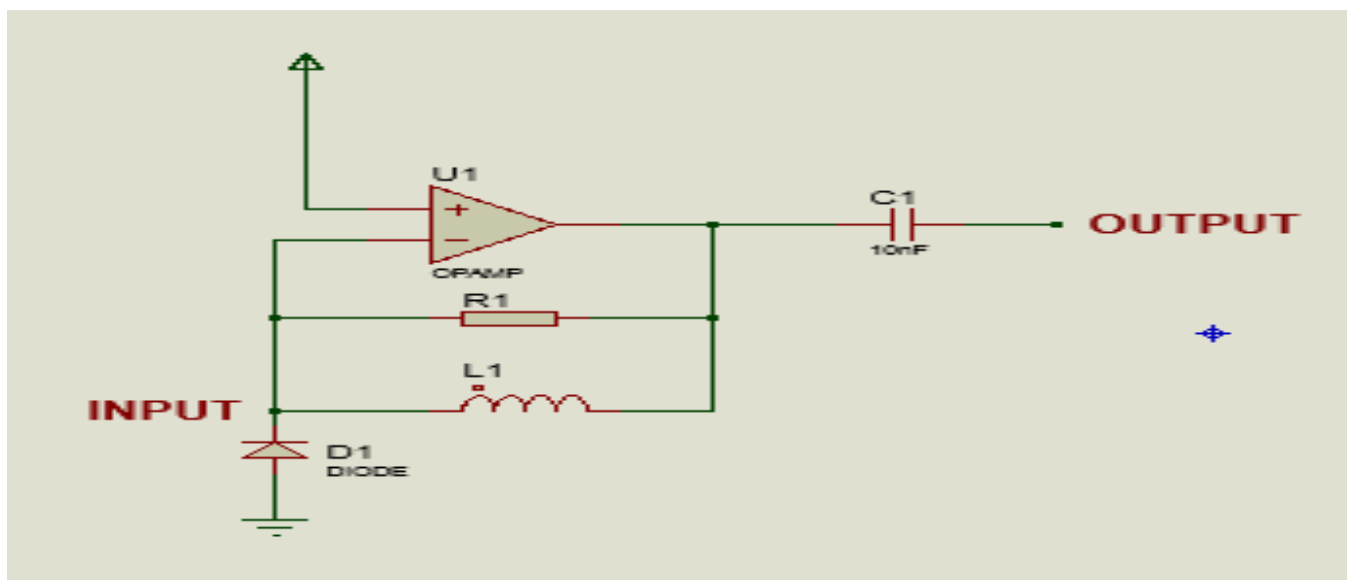 U1
+
−
OPAMP
C1
10nF
OUTPUT
R1
L1
INPUT
D1
DIODE